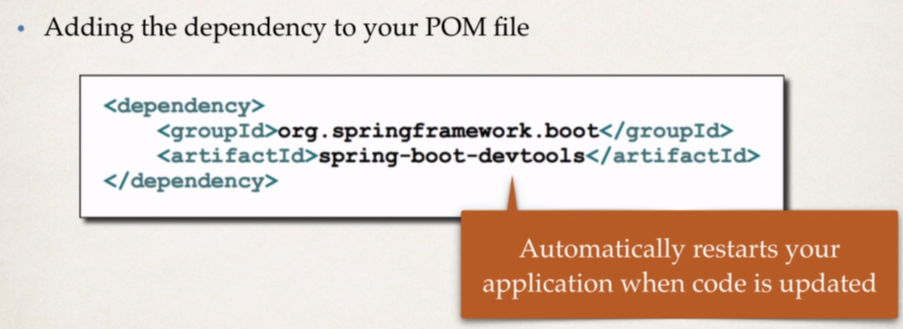 • Adding the dependency to your POM file
<dependency>
    <groupId>org.springframework.boot</groupId>
    <artifactId>spring-boot-devtools</artifactId>
</dependency>
Automatically restarts your
application when code is updated